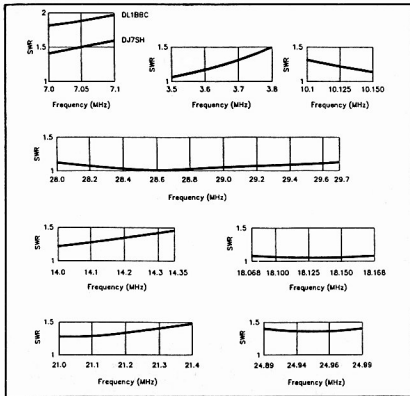 2 DL1BBC
SWR 1.5 DJ7SH
1
7.0 7.05 7.1
Frequency (MHz)
1.5
SWR
1
3.5 3.6 3.7 3.8
Frequency (MHz)
1.5
SWR
1
10.1 10.125 10.150
Frequency (MHz)
1.5
SWR
1
28.0 28.2 28.4 28.6 28.8 29.0 29.2 29.4 29.6 29.7
Frequency (MHz)
1.5
SWR
1
14.0 14.1 14.2 14.3 14.35
Frequency (MHz)
1.5
SWR
1
18.068 18.100 18.125 18.150 18.168
Frequency (MHz)
1.5
SWR
1
21.0 21.1 21.2 21.3 21.4
Frequency (MHz)
1.5
SWR
1
24.89 24.94 24.96 24.99
Frequency (MHz)